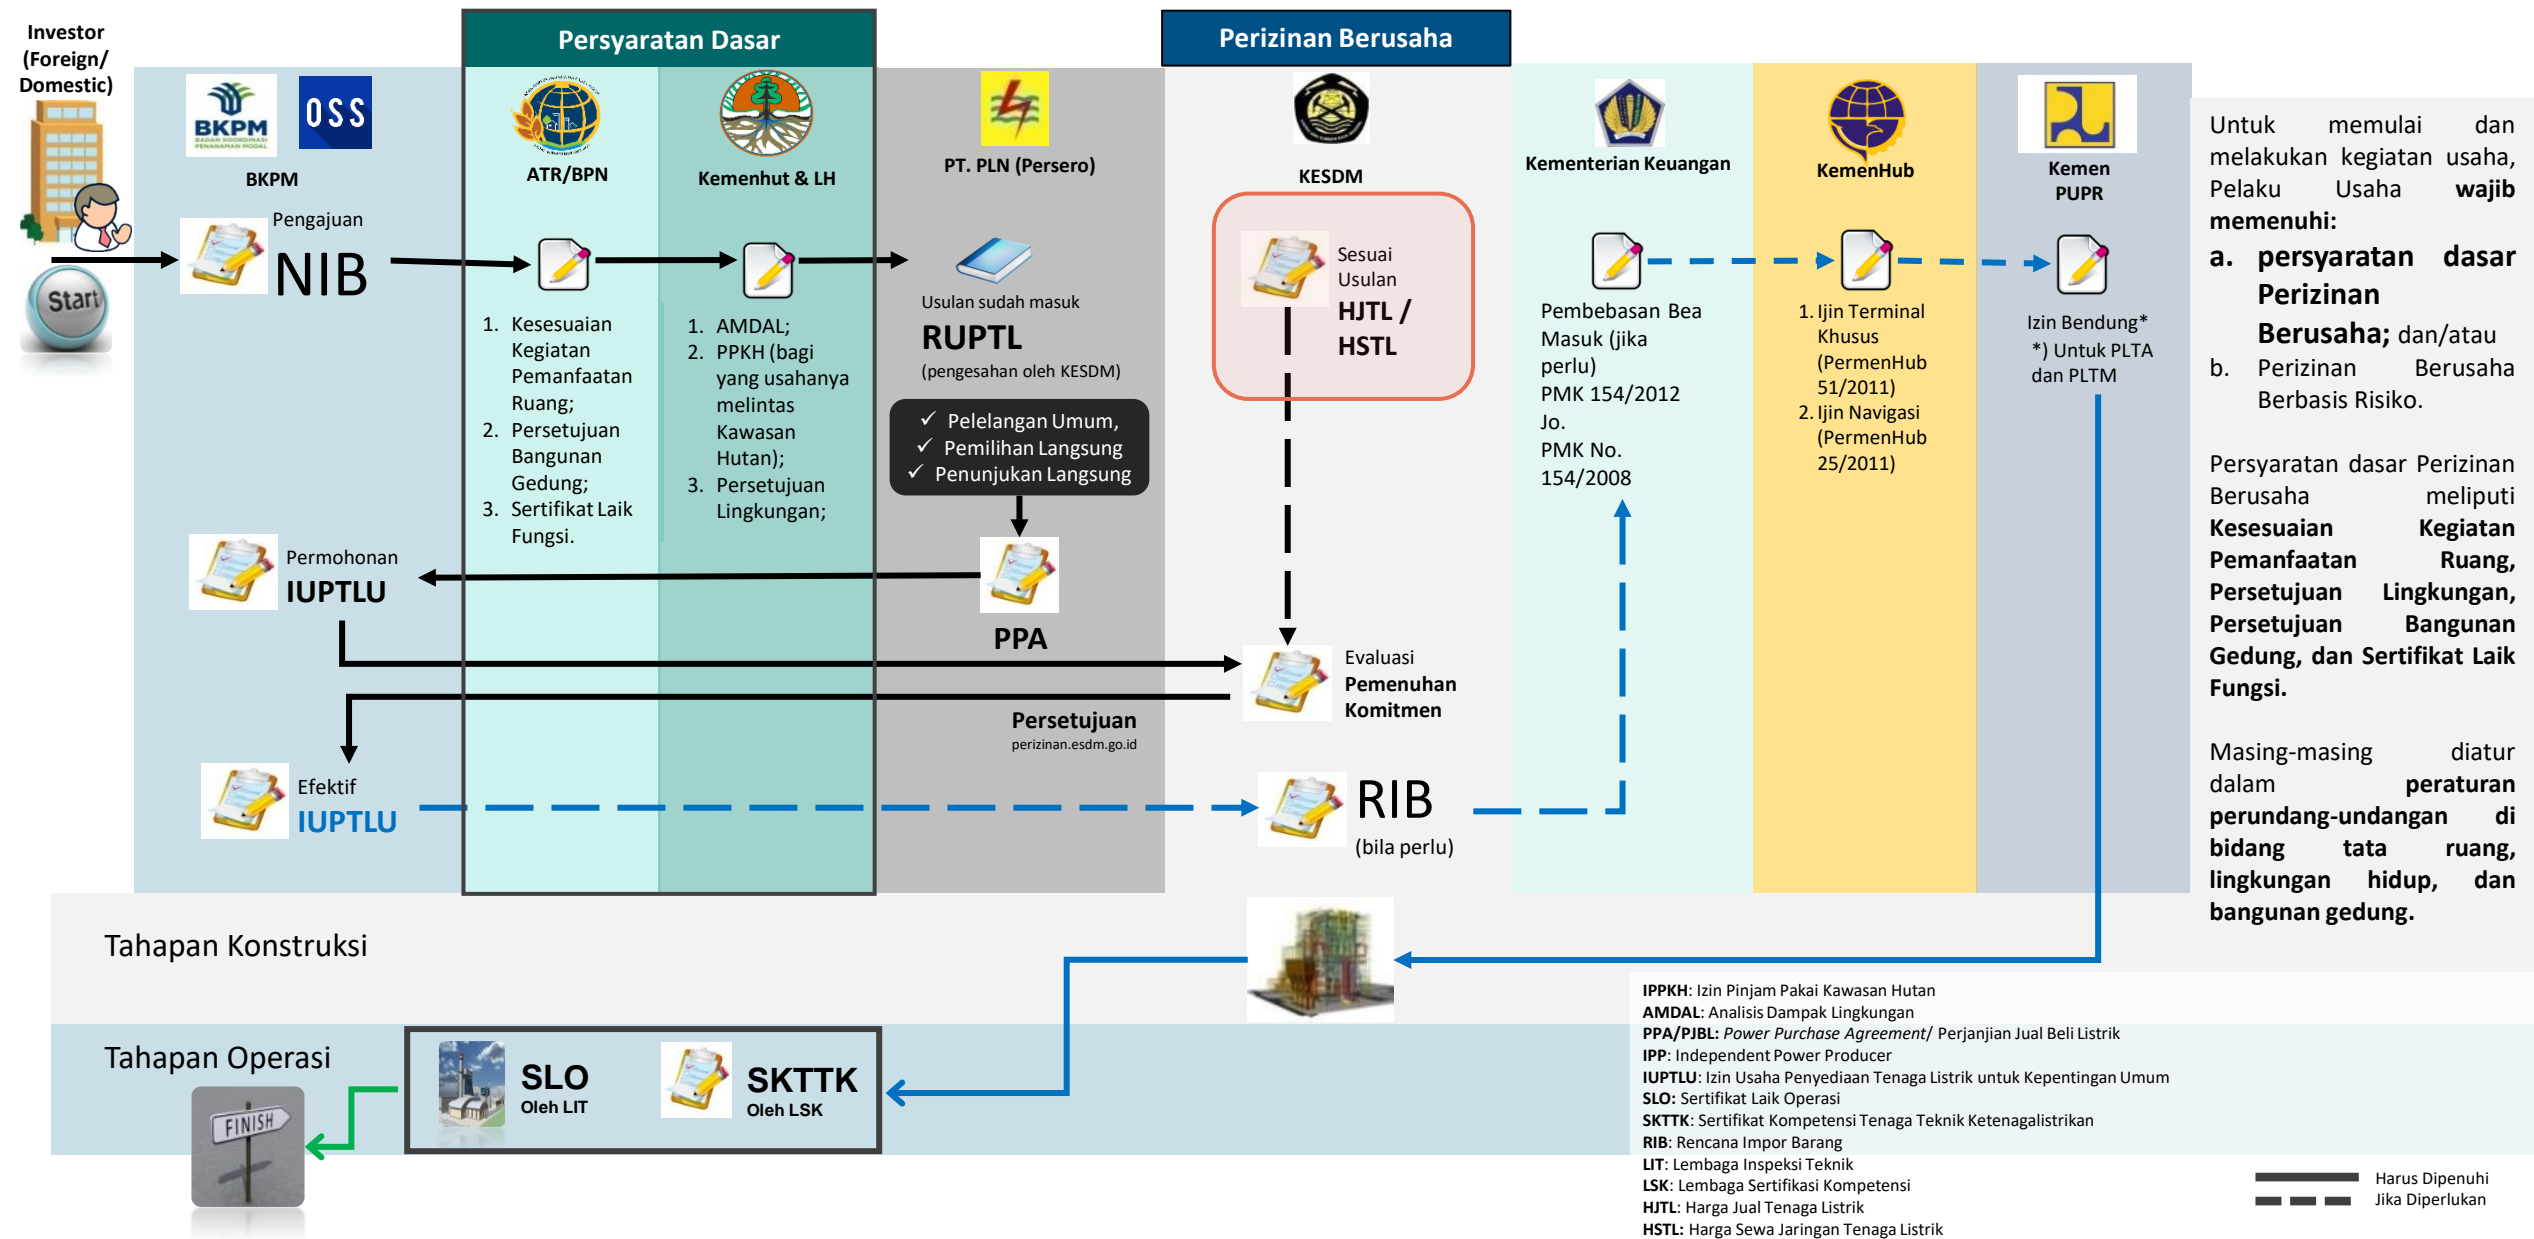 Investor
(Foreign/
Domestic)
Start
Persyaratan Dasar
Perizinan Berusaha
BKPM
BADAN KOORDINASI
PENANAMAN MODAL
OSS
BKPM
ATR/BPN
Kemenhut & LH
PT. PLN (Persero)
KESDM
Kementerian Keuangan
KemenHub
Kemen
PUPR
Pengajuan
NIB
1. Kesesuaian
Kegiatan
Pemanfaatan
Ruang;
2. Persetujuan
Bangunan
Gedung;
3. Sertifikat Laik
Fungsi.
1. AMDAL;
2. PPKH (bagi
yang usahanya
melintas
Kawasan
Hutan);
3. Persetujuan
Lingkungan;
Usulan sudah masuk
RUPTL
(pengesahan oleh KESDM)
✓ Pelelangan Umum,
✓ Pemilihan Langsung
✓ Penunjukan Langsung
PPA
Sesuai
Usulan
HJTL /
HSTL
Pembebasan Bea
Masuk (jika
perlu)
PMK 154/2012
Jo.
PMK No.
154/2008
1. Ijin Terminal
Khusus
(PermenHub
51/2011)
2. Ijin Navigasi
(PermenHub
25/2011)
Izin Bendung*
*) Untuk PLTA
dan PLTM
Permohonan
IUPTLU
Evaluasi
Pemenuhan
Komitmen
Persetujuan
perizinan.esdm.go.id
Efektif
IUPTLU
RIB
(bila perlu)
Untuk memulai dan
melakukan kegiatan usaha,
Pelaku Usaha wajib
memenuhi:
a. persyaratan dasar
Perizinan
Berusaha; dan/atau
b. Perizinan Berusaha
Berbasis Risiko.
Persyaratan dasar Perizinan
Berusaha meliputi
Kesesuaian Kegiatan
Pemanfaatan Ruang,
Persetujuan Lingkungan,
Persetujuan Bangunan
Gedung, dan Sertifikat Laik
Fungsi.
Masing-masing diatur
dalam peraturan
perundang-undangan di
bidang tata ruang,
lingkungan hidup, dan
bangunan gedung.
Tahapan Konstruksi
Tahapan Operasi
FINISH
SLO
Oleh LIT
SKTTK
Oleh LSK
IPPKH: Izin Pinjam Pakai Kawasan Hutan
AMDAL: Analisis Dampak Lingkungan
PPA/PJBL: Power Purchase Agreement/ Perjanjian Jual Beli Listrik
IPP: Independent Power Producer
IUPTLU: Izin Usaha Penyediaan Tenaga Listrik untuk Kepentingan Umum
SLO: Sertifikat Laik Operasi
SKTTK: Sertifikat Kompetensi Tenaga Teknik Ketenagalistrikan
RIB: Rencana Impor Barang
LIT: Lembaga Inspeksi Teknik
LSK: Lembaga Sertifikasi Kompetensi
HJTL: Harga Jual Tenaga Listrik
HSTL: Harga Sewa Jaringan Tenaga Listrik
Harus Dipenuhi
Jika Diperlukan